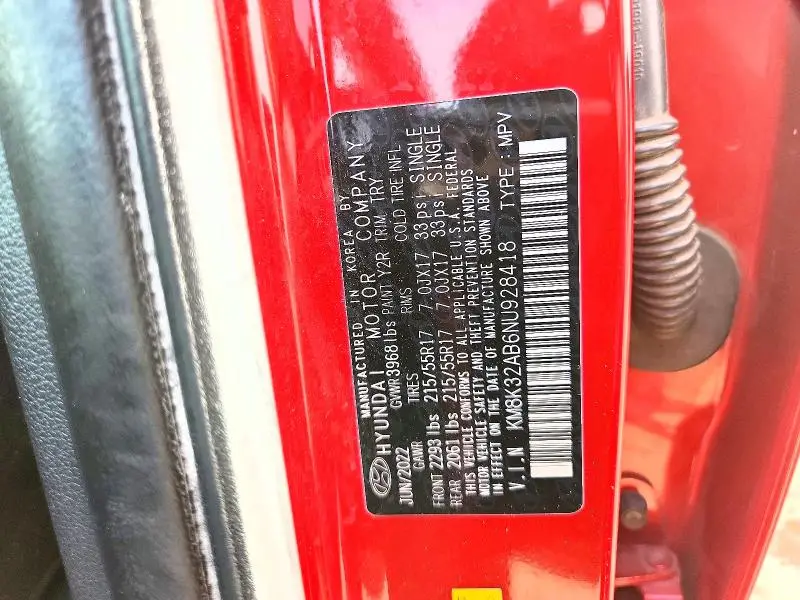 MANUFACTURED IN KOREA BY
HYUNDAI MOTOR COMPANY
JUN/2022 GVWR 3968lbs PAINT Y2R TRIM TRY
GAWR TIRES RIMS COLD TIRE INFL
FRONT 2293 lbs 215/55R17 7.0JX17 33psi SINGLE
REAR 2061 lbs 215/55R17 7.0JX17 33psi SINGLE
THIS VEHICLE CONFORMS TO ALL APPLICABLE U.S.A. FEDERAL
MOTOR VEHICLE SAFETY AND THEFT PREVENTION STANDARDS
IN EFFECT ON THE DATE OF MANUFACTURE SHOWN ABOVE
V.I.N KM8K32AB6NU928418 TYPE : MPV